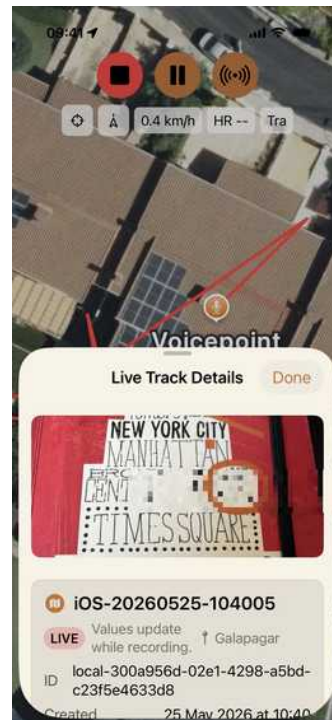 09:41
0.4 km/h
HR --
Tra
Voicepoint
Live Track Details
Done
NEW YORK CITY
MANHATTAN
TIMES SQUARE
iOS-20260525-104005
LIVE
Values update
while recording.
Galapagar
ID
local-300a956d-02e1-4298-a5bd-
c23f5e4633d8
Created
25 May 2026 at 10:40